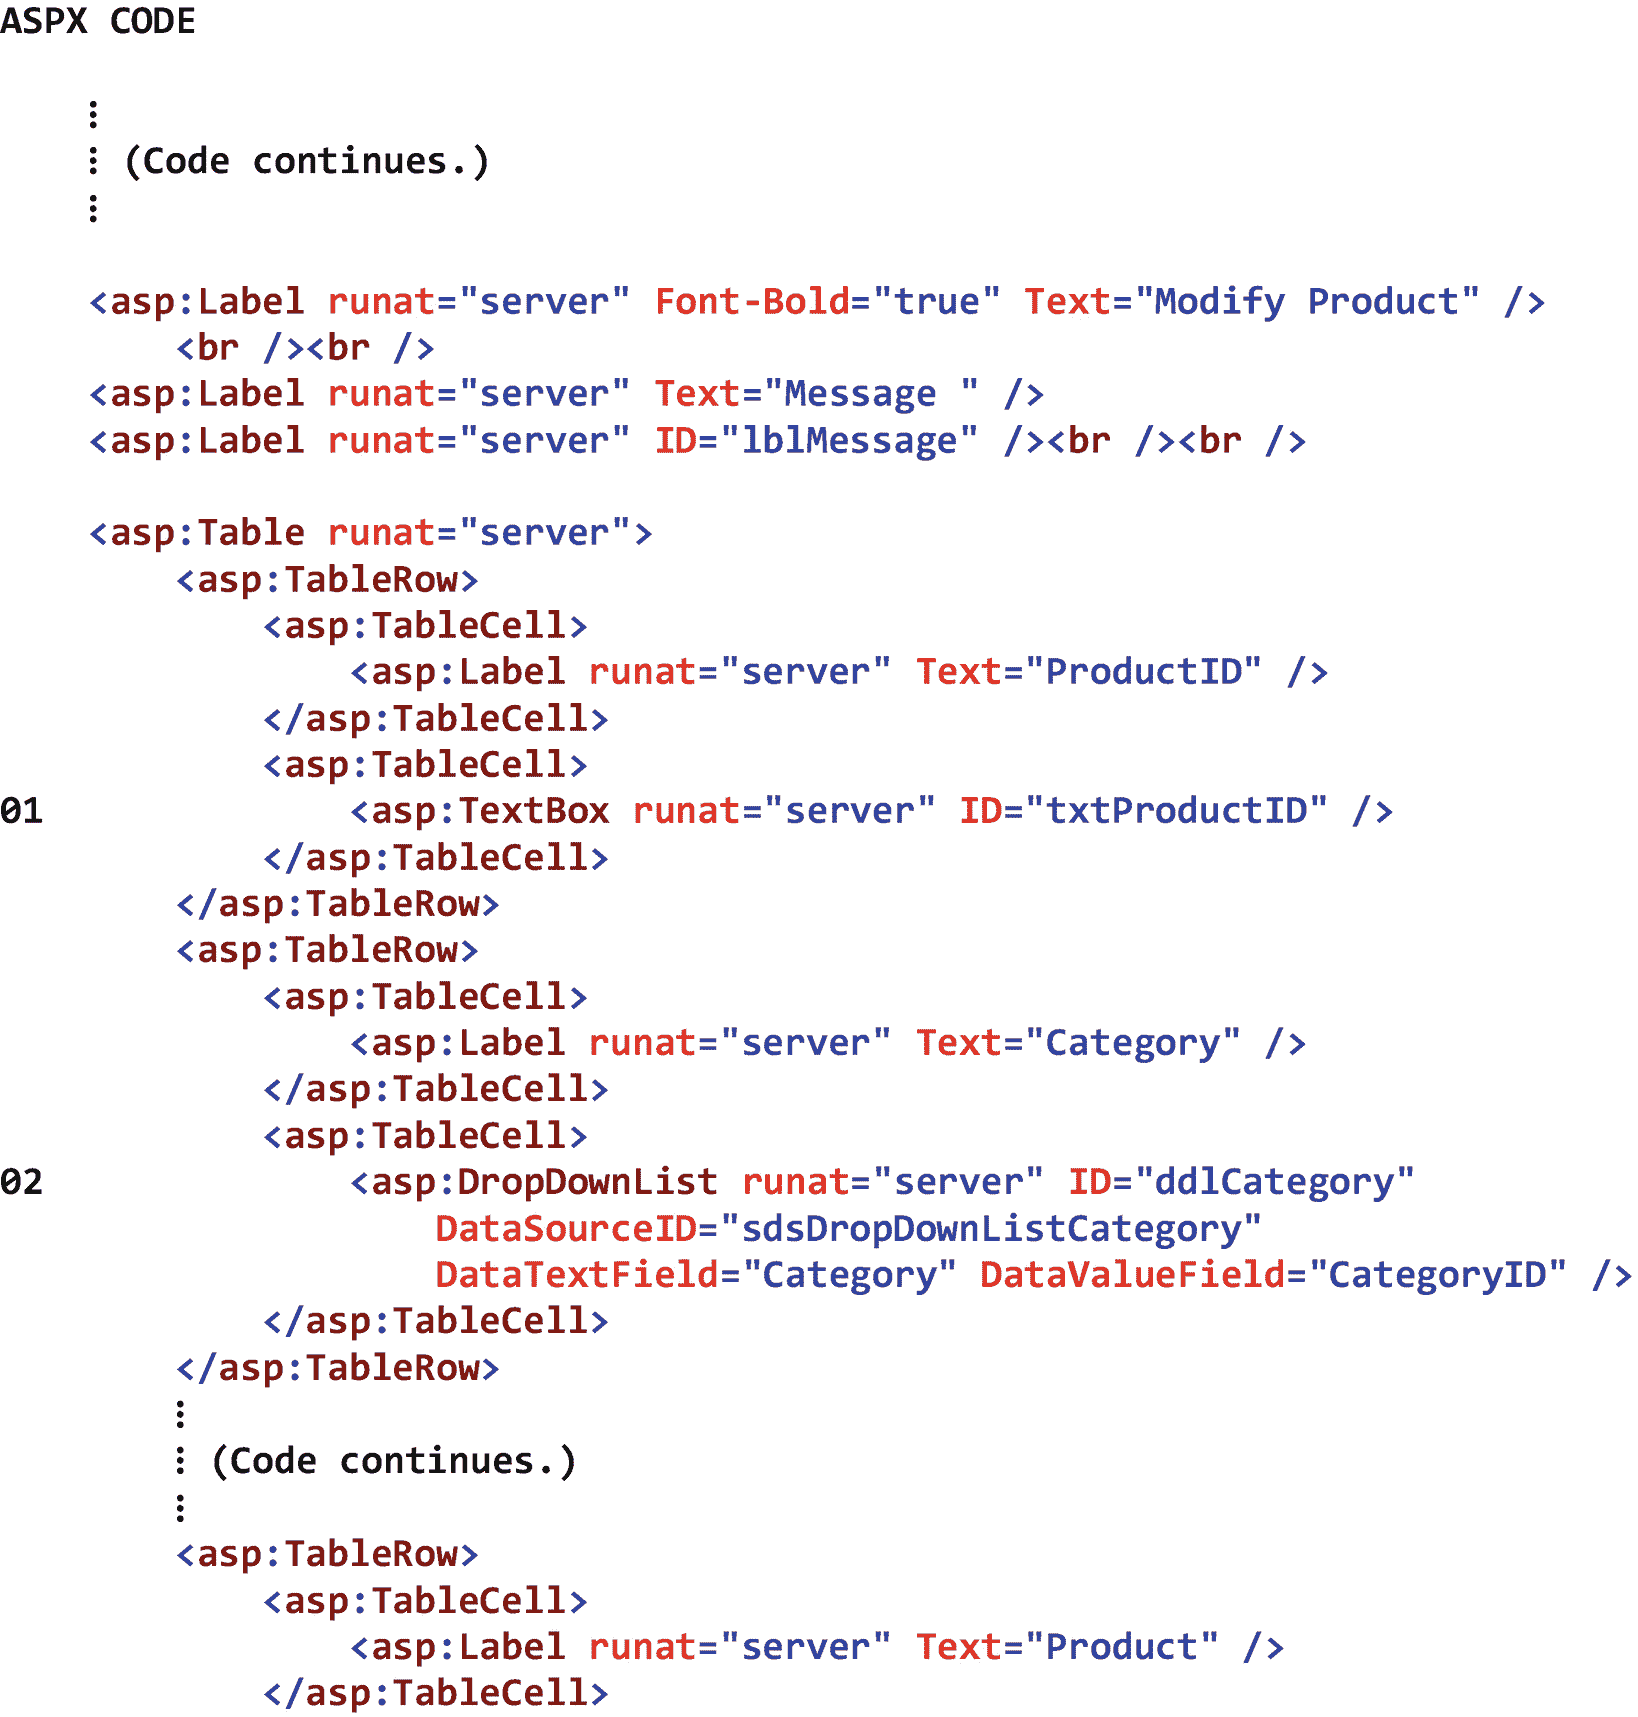 ASPX CODE
⋮
⋮ (Code continues.)
⋮
<asp:Label runat="server" Font-Bold="true" Text="Modify Product" />
<br /><br />
<asp:Label runat="server" Text="Message " />
<asp:Label runat="server" ID="lblMessage" /><br /><br />
<asp:Table runat="server">
<asp:TableRow>
<asp:TableCell>
<asp:Label runat="server" Text="ProductID" />
</asp:TableCell>
<asp:TableCell>
01 <asp:TextBox runat="server" ID="txtProductID" />
</asp:TableCell>
</asp:TableRow>
<asp:TableRow>
<asp:TableCell>
<asp:Label runat="server" Text="Category" />
</asp:TableCell>
<asp:TableCell>
02 <asp:DropDownList runat="server" ID="ddlCategory"
DataSourceID="sdsDropDownListCategory"
DataTextField="Category" DataValueField="CategoryID" />
</asp:TableCell>
</asp:TableRow>
⋮
⋮ (Code continues.)
⋮
<asp:TableRow>
<asp:TableCell>
<asp:Label runat="server" Text="Product" />
</asp:TableCell>